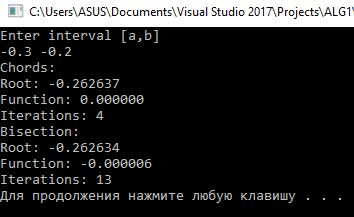 C:\Users\ASUS\Documents\Visual Studio 2017\Projects\ALG1\
Enter interval [a,b]
-0.3 -0.2
Chords:
Root: -0.262637
Function: 0.000000
Iterations: 4
Bisection:
Root: -0.262634
Function: -0.000006
Iterations: 13
Для продолжения нажмите любую клавишу . . .